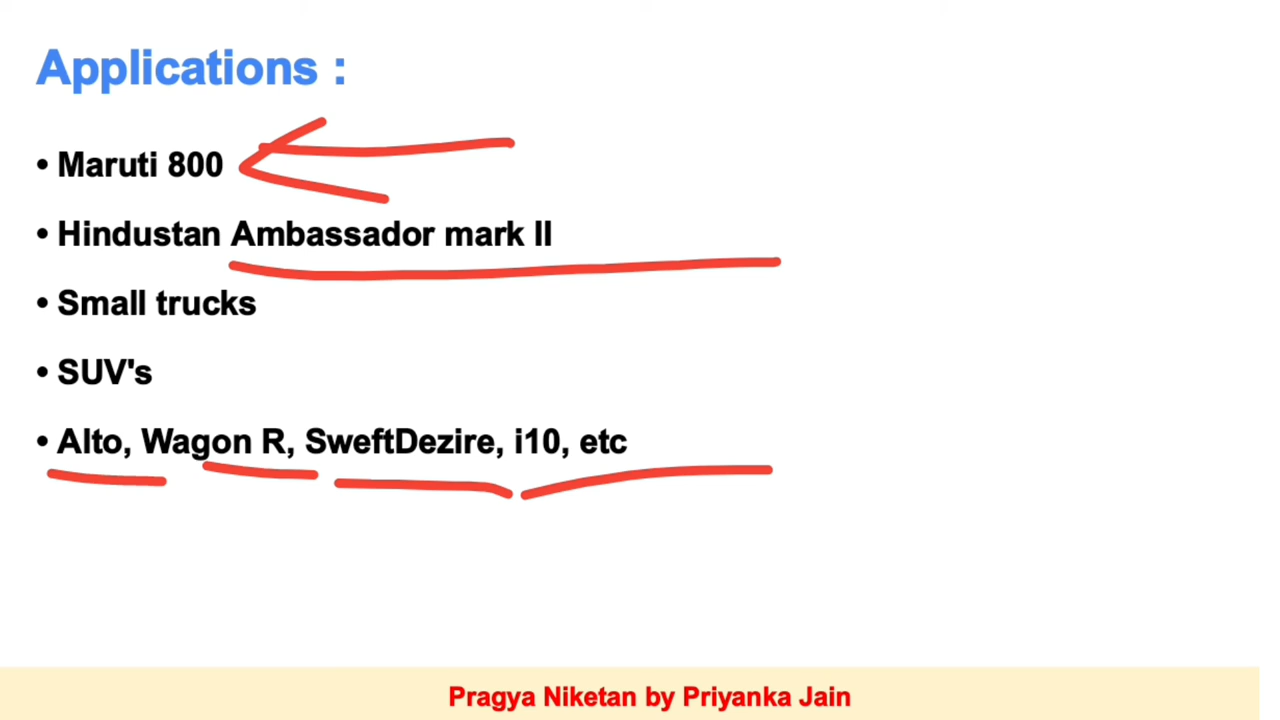 Applications :
• Maruti 800
• Hindustan Ambassador mark II
• Small trucks
• SUV's
• Alto, Wagon R, SweftDezire, i10, etc
Pragya Niketan by Priyanka Jain